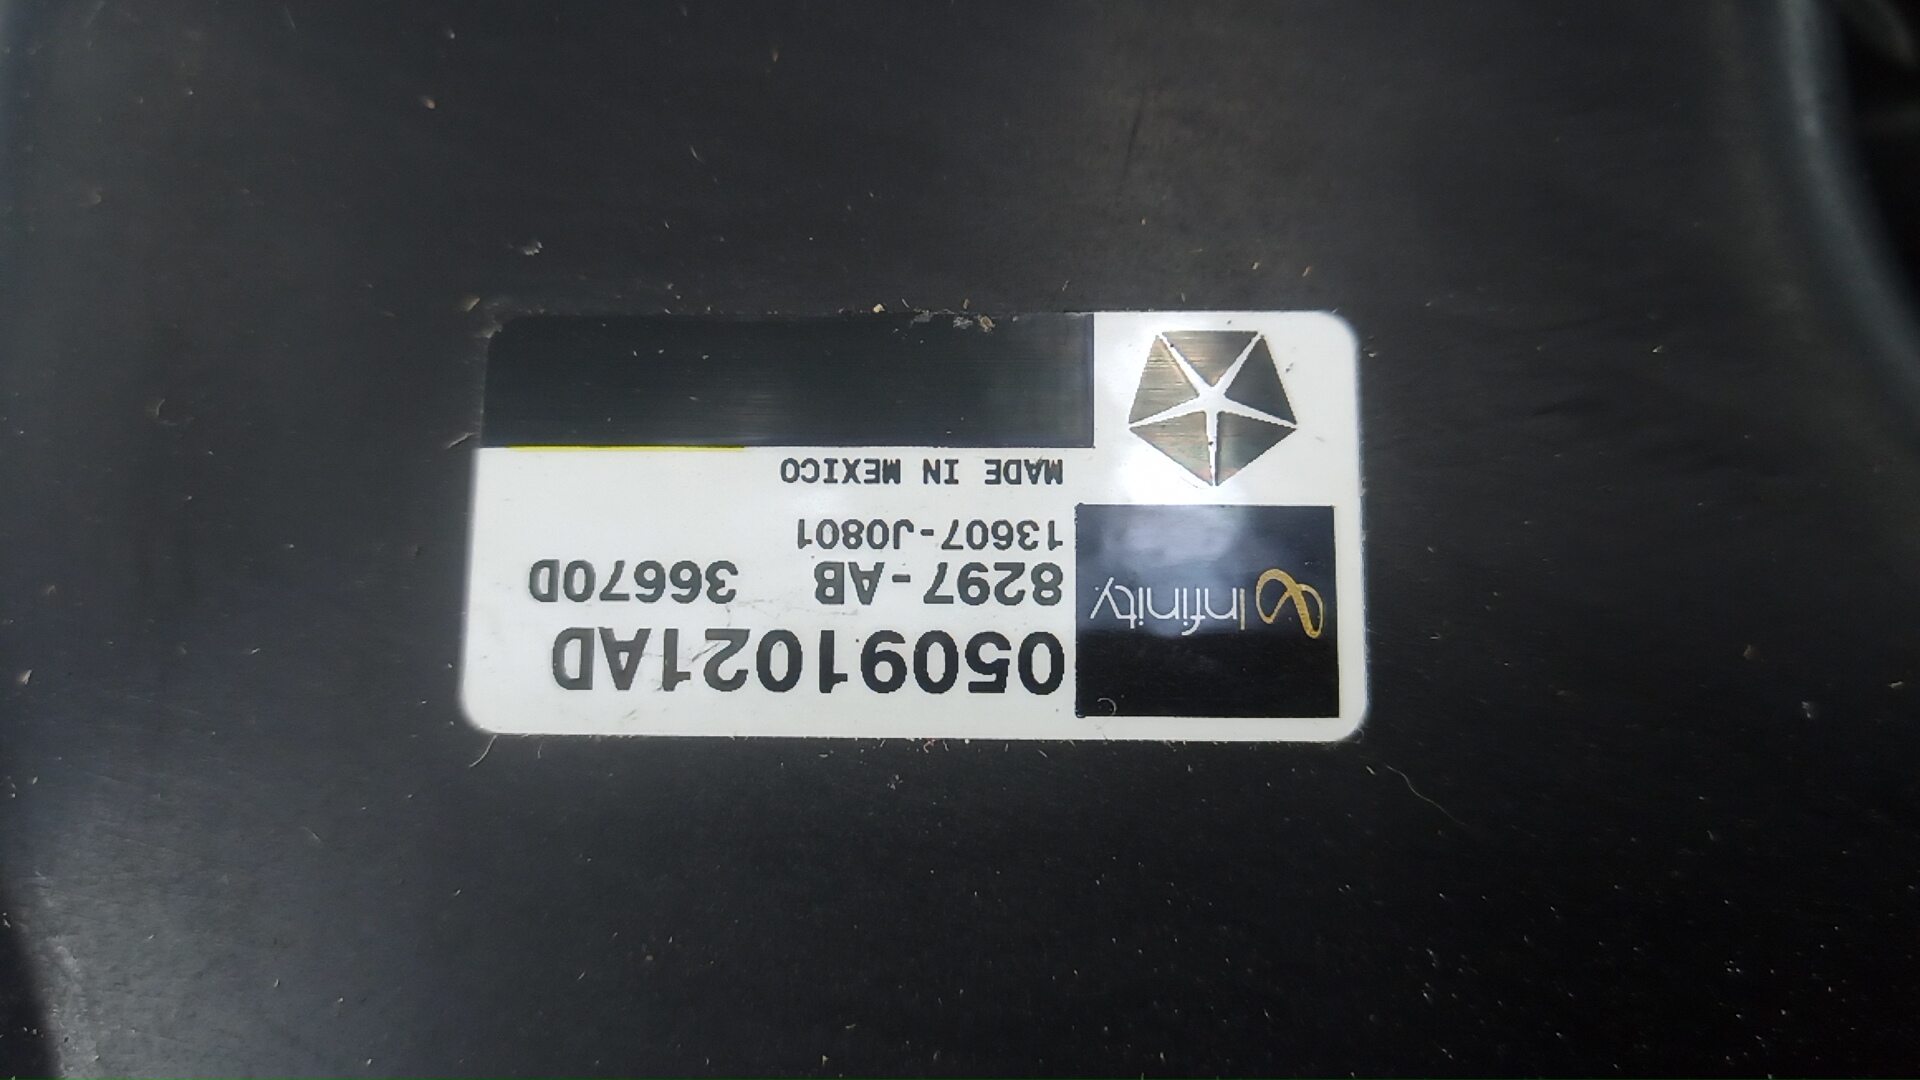 Infinity.
05091021AD
8297-AB 36670D
13607-J0801
MADE IN MEXICO